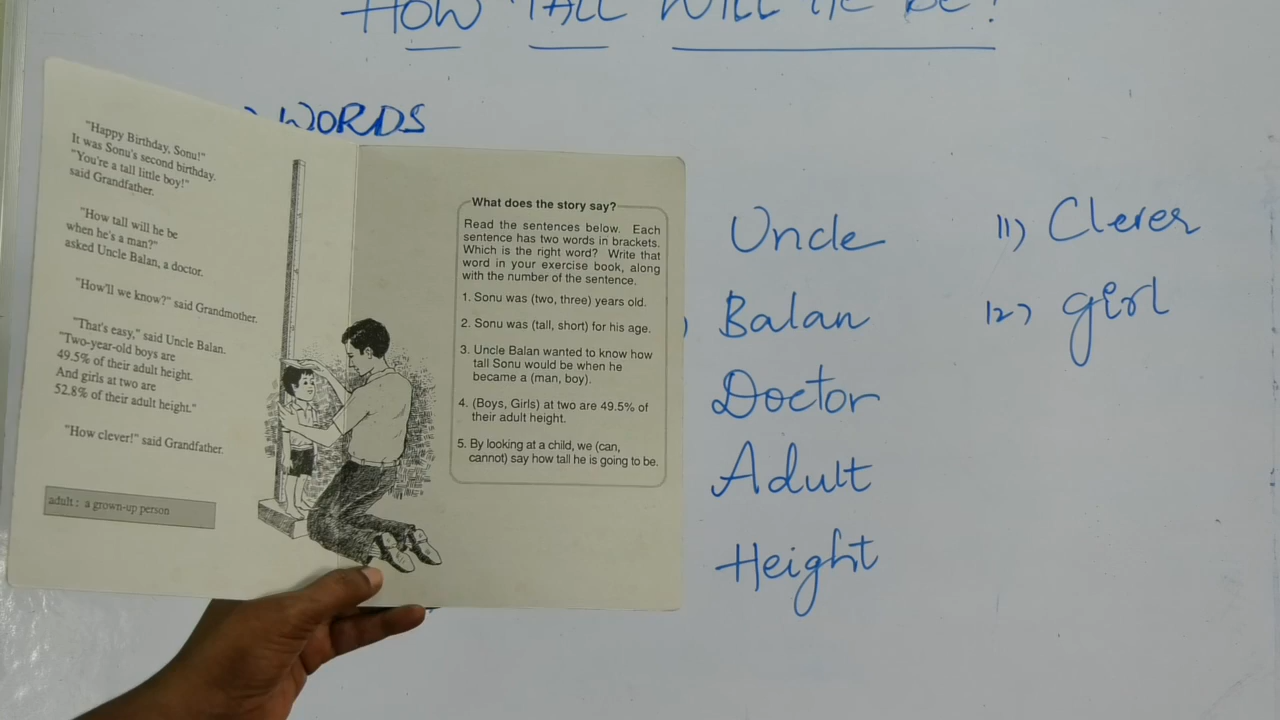 HOW TALL WILL HE BE?
WORDS
"Happy Birthday, Sonu!"
It was Sonu's second birthday.
"You're a tall little boy!"
said Grandfather.
"How tall will he be
when he's a man?"
asked Uncle Balan, a doctor.
"How'll we know?" said Grandmother.
"That's easy," said Uncle Balan.
"Two-year-old boys are
49.5% of their adult height.
And girls at two are
52.8% of their adult height."
"How clever!" said Grandfather.
adult : a grown-up person
What does the story say?
Read the sentences below. Each
sentence has two words in brackets.
Which is the right word? Write that
word in your exercise book, along
with the number of the sentence.
1. Sonu was (two, three) years old.
2. Sonu was (tall, short) for his age.
3. Uncle Balan wanted to know how
tall Sonu would be when he
became a (man, boy).
4. (Boys, Girls) at two are 49.5% of
their adult height.
5. By looking at a child, we (can,
cannot) say how tall he is going to be.
Uncle
Balan
Doctor
Adult
Height
11) Clever
12) girl